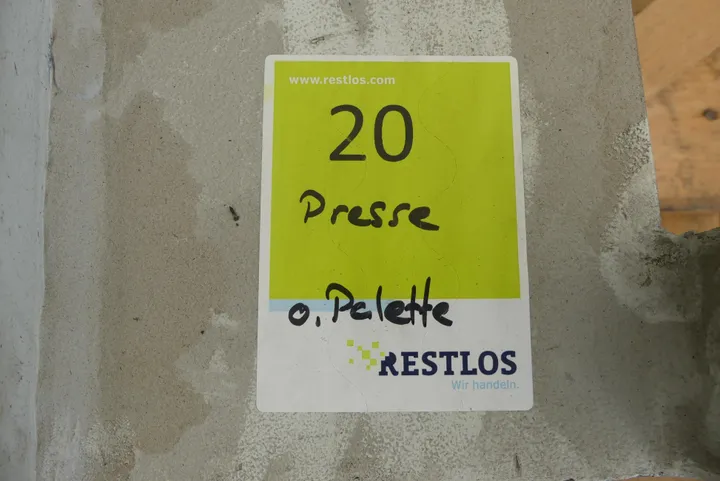 www.restlos.com
20
Presse
o. Palette
RESTLOS
Wir handeln.